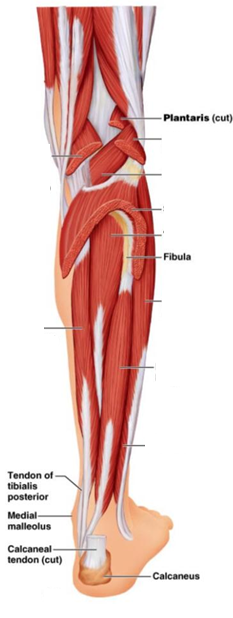 Plantaris (cut)
Fibula
Tendon of
tibialis
posterior
Medial
malleolus
Calcaneal
tendon (cut)
Calcaneus